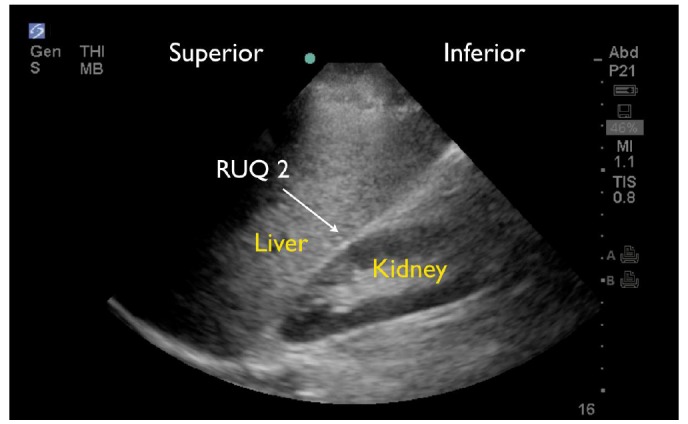 Gen THI
S MB
Superior
Inferior
Abd
P21
46%
MI
1.1
TIS
0.8
RUQ 2
Liver
Kidney
A
B
16